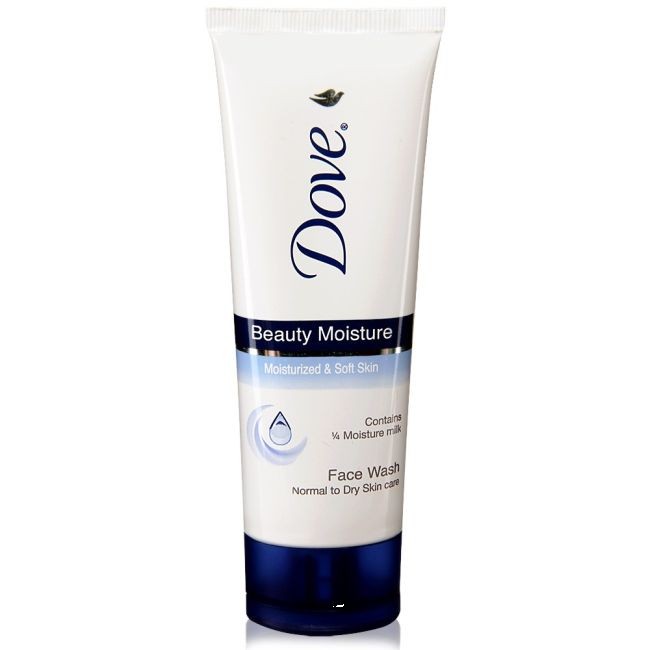 Dove®
Beauty Moisture
Moisturized & Soft Skin
Contains
¼ Moisture milk
Face Wash
Normal to Dry Skin care